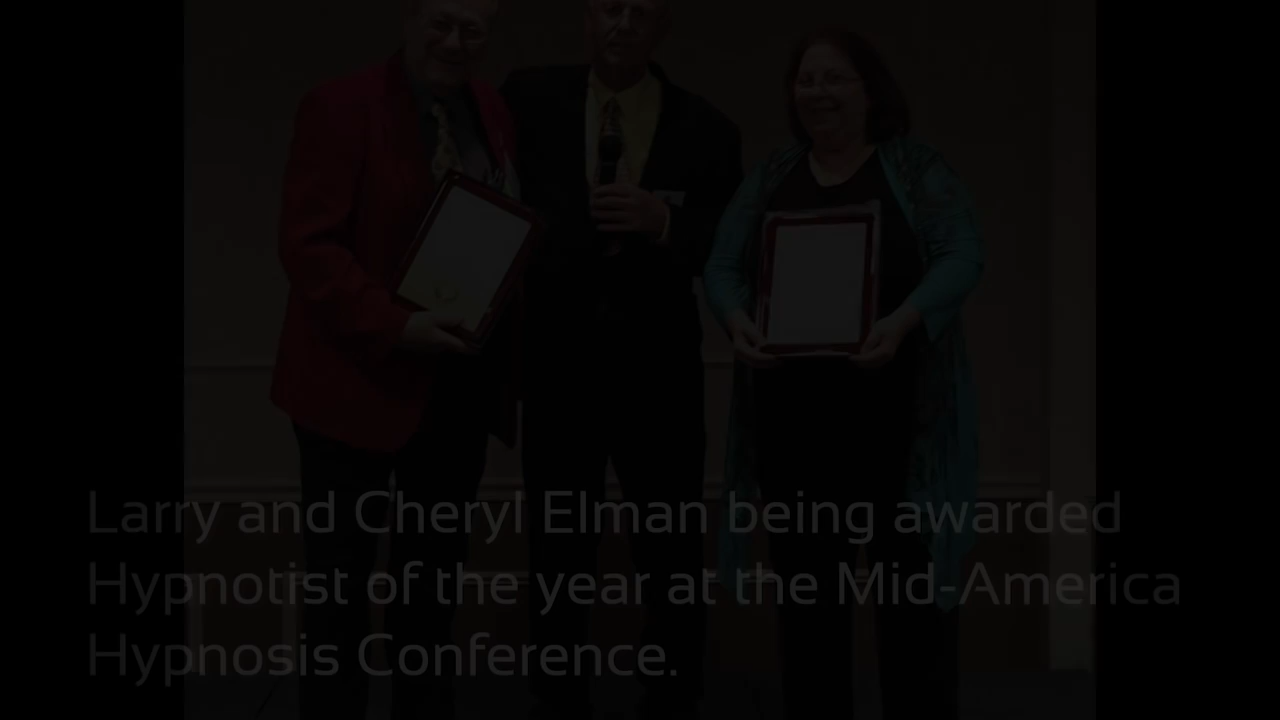 Larry and Cheryl Elman being awarded
Hypnotist of the year at the Mid-America
Hypnosis Conference.